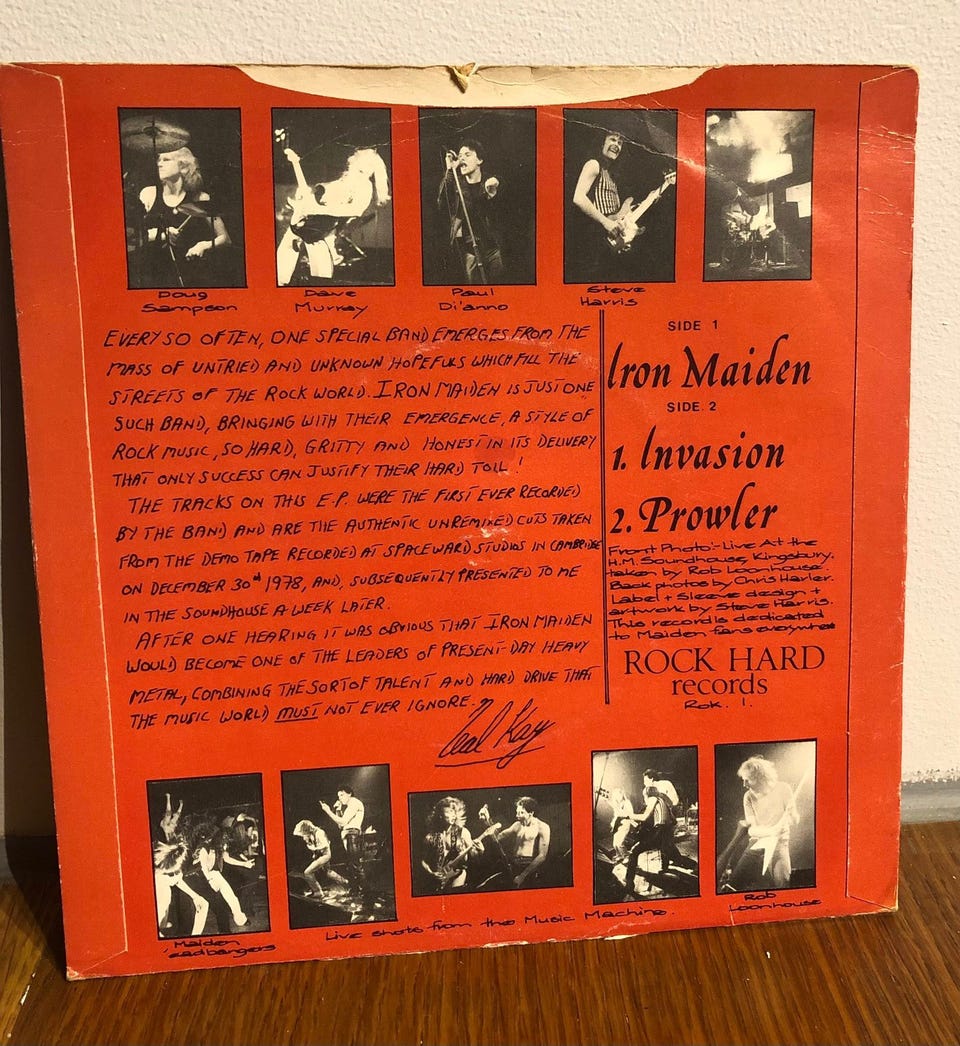 Doug
Sampson
Dave
Murray
Paul
Di'anno
Steve
Harris
EVERY SO OFTEN, ONE SPECIAL BAND EMERGES FROM THE
MASS OF UNTRIED AND UNKNOWN HOPEFULS WHICH FILL THE
STREETS OF THE ROCK WORLD. IRON MAIDEN IS JUST ONE
SUCH BAND, BRINGING WITH THEIR EMERGENCE, A STYLE OF
ROCK MUSIC, SO HARD, GRITTY AND HONEST IN ITS DELIVERY
THAT ONLY SUCCESS CAN JUSTIFY THEIR HARD TOLL!
THE TRACKS ON THIS E.P. WERE THE FIRST EVER RECORDED
BY THE BAND AND ARE THE AUTHENTIC UNREMIXED CUTS TAKEN
FROM THE DEMO TAPE RECORDED AT SPACEWARD STUDIOS IN CAMBRIDGE
ON DECEMBER 30th 1978, AND, SUBSEQUENTLY PRESENTED TO ME
IN THE SOUNDHOUSE A WEEK LATER.
AFTER ONE HEARING IT WAS OBVIOUS THAT IRON MAIDEN
WOULD BECOME ONE OF THE LEADERS OF PRESENT-DAY HEAVY
METAL, COMBINING THE SORT OF TALENT AND HARD DRIVE THAT
THE MUSIC WORLD MUST NOT EVER IGNORE.
Neal Kay
SIDE 1
Iron Maiden
SIDE. 2
1. Invasion
2. Prowler
Front Photo:- Live At the
H.M. Soundhouse, Kingsbury.
taken by Rob Loonhouse.
Back photos by Chris Harler.
Label + Sleeve design +
artwork by Steve Harris.
This record is dedicated
to Maiden fans everywhere
ROCK HARD
records
Rok. 1.
Maiden
'eadbangers
Live shots from the Music Machine.
Rob
Loonhouse